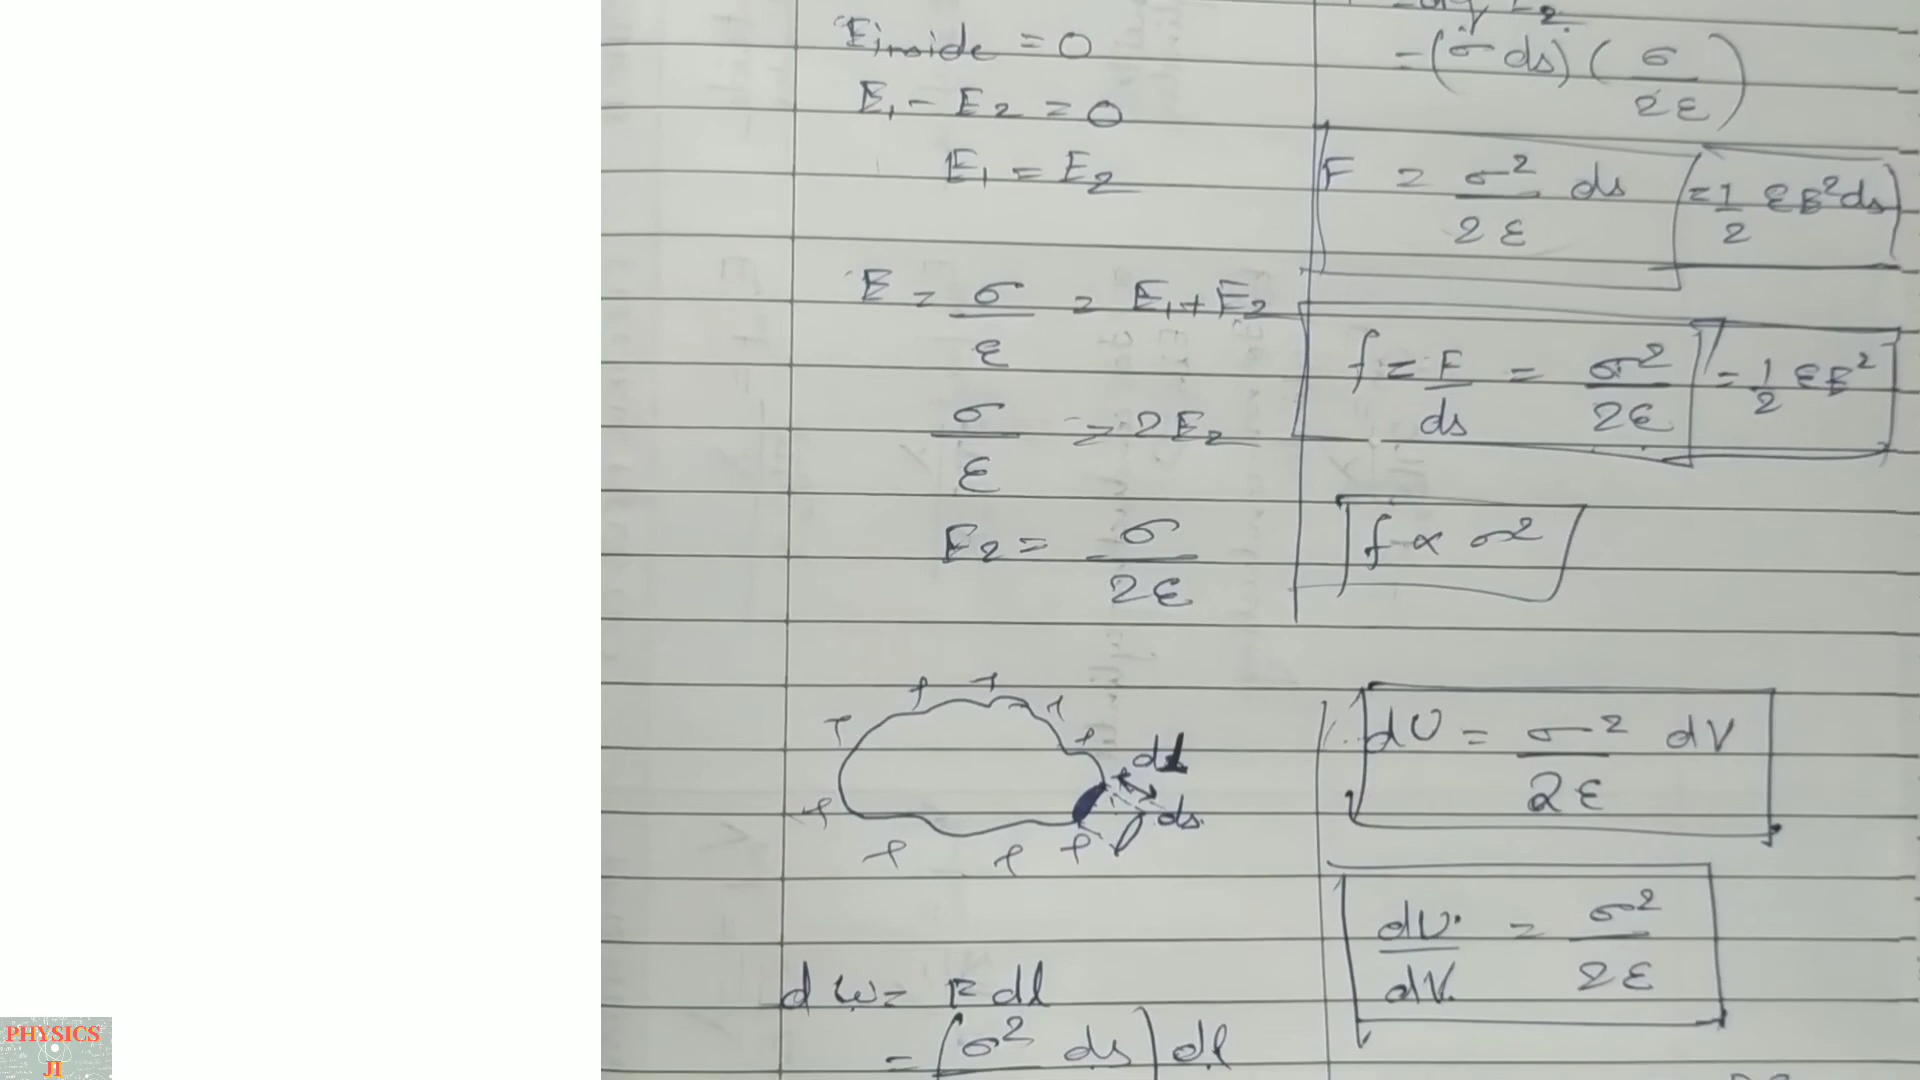 Einside = 0
E₁ - E₂ = 0
E₁ = E₂
E = σ/ε = E₁ + E₂
σ/ε = 2E₂
E₂ = σ/2ε
dl
ds
dw = F dl
= (σ² ds) dl
= (σ ds) (σ/2ε)
F = σ²/2ε ds = 1/2 εE²ds
f = F/ds = σ²/2ε = 1/2 εE²
f ∝ σ²
dU = σ²/2ε dV
dU/dV = σ²/2ε
PHYSICS
JI